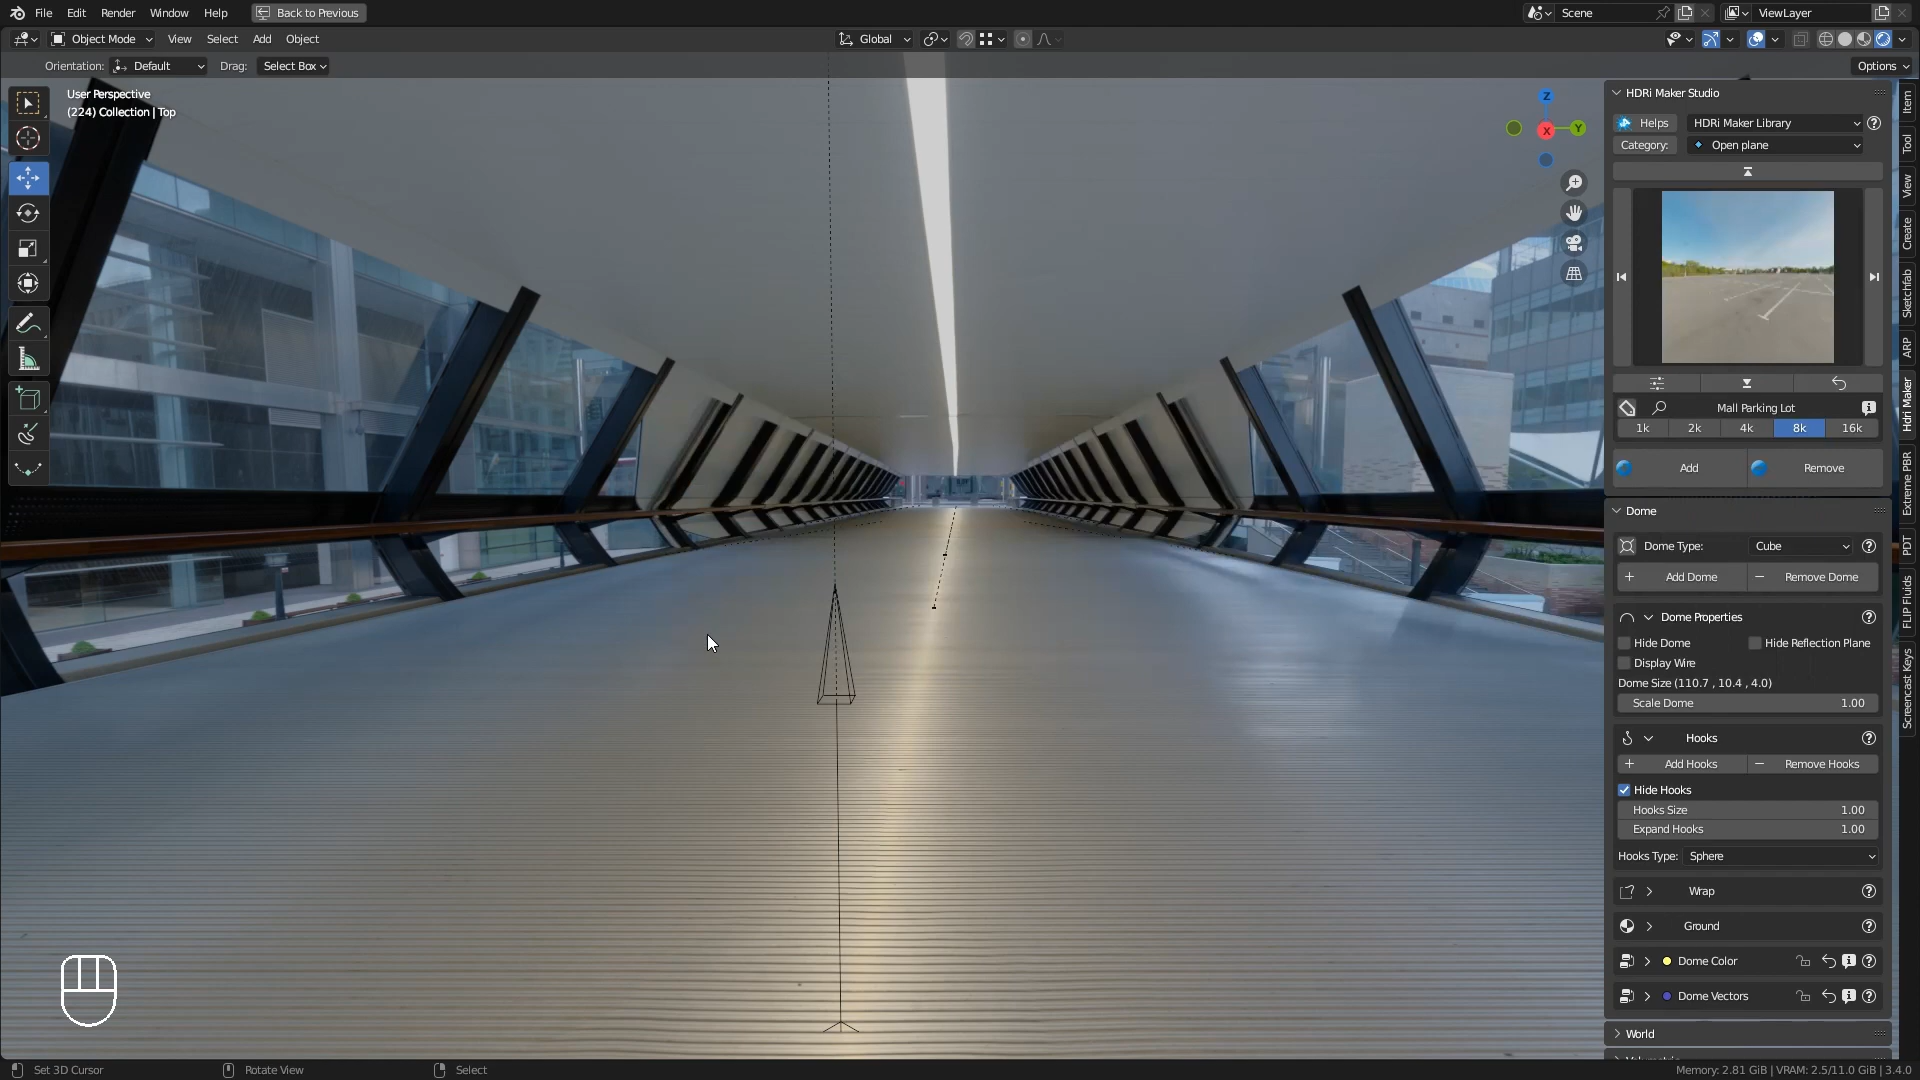 File Edit Render Window Help Back to Previous Scene ViewLayer
Object Mode View Select Add Object Global
Orientation: Default Drag: Select Box Options
User Perspective
(224) Collection | Top
Z
X Y
HDRi Maker Studio
Helps HDRi Maker Library
Category: Open plane
Mall Parking Lot
1k 2k 4k 8k 16k
Add Remove
Dome
Dome Type: Cube
Add Dome Remove Dome
Dome Properties
Hide Dome Hide Reflection Plane
Display Wire
Dome Size (110.7 , 10.4 , 4.0)
Scale Dome 1.00
Hooks
Add Hooks Remove Hooks
Hide Hooks
Hooks Size 1.00
Expand Hooks 1.00
Hooks Type: Sphere
Wrap
Ground
Dome Color
Dome Vectors
World
Item
Tool
View
Create
Sketchfab
ARP
Hdri Maker
Extreme PBR
PDT
FLIP Fluids
Screencast Keys
Set 3D Cursor Rotate View Select Memory: 2.81 GiB | VRAM: 2.5/11.0 GiB | 3.4.0